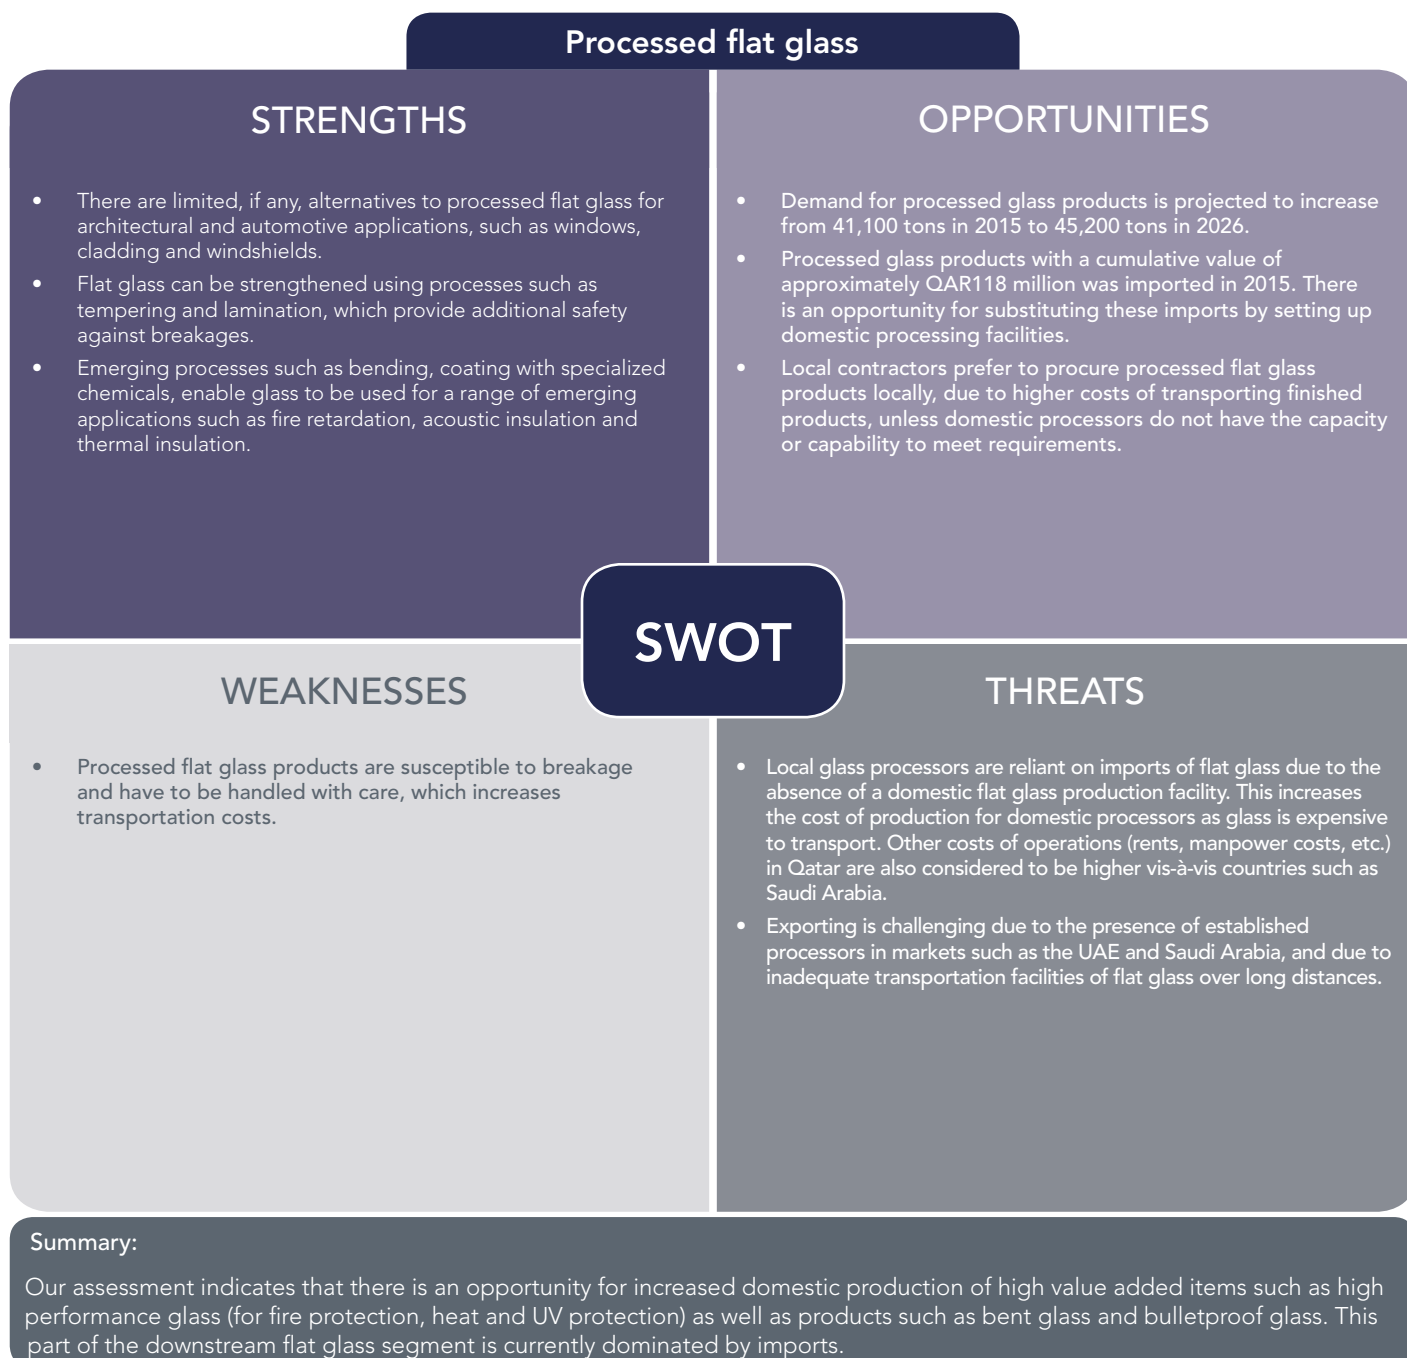 Processed flat glass
STRENGTHS
• There are limited, if any, alternatives to processed flat glass for
architectural and automotive applications, such as windows,
cladding and windshields.
• Flat glass can be strengthened using processes such as
tempering and lamination, which provide additional safety
against breakages.
• Emerging processes such as bending, coating with specialized
chemicals, enable glass to be used for a range of emerging
applications such as fire retardation, acoustic insulation and
thermal insulation.
OPPORTUNITIES
• Demand for processed glass products is projected to increase
from 41,100 tons in 2015 to 45,200 tons in 2026.
• Processed glass products with a cumulative value of
approximately QAR118 million was imported in 2015. There
is an opportunity for substituting these imports by setting up
domestic processing facilities.
• Local contractors prefer to procure processed flat glass
products locally, due to higher costs of transporting finished
products, unless domestic processors do not have the capacity
or capability to meet requirements.
SWOT
WEAKNESSES
• Processed flat glass products are susceptible to breakage
and have to be handled with care, which increases
transportation costs.
THREATS
• Local glass processors are reliant on imports of flat glass due to the
absence of a domestic flat glass production facility. This increases
the cost of production for domestic processors as glass is expensive
to transport. Other costs of operations (rents, manpower costs, etc.)
in Qatar are also considered to be higher vis-à-vis countries such as
Saudi Arabia.
• Exporting is challenging due to the presence of established
processors in markets such as the UAE and Saudi Arabia, and due to
inadequate transportation facilities of flat glass over long distances.
Summary:
Our assessment indicates that there is an opportunity for increased domestic production of high value added items such as high
performance glass (for fire protection, heat and UV protection) as well as products such as bent glass and bulletproof glass. This
part of the downstream flat glass segment is currently dominated by imports.